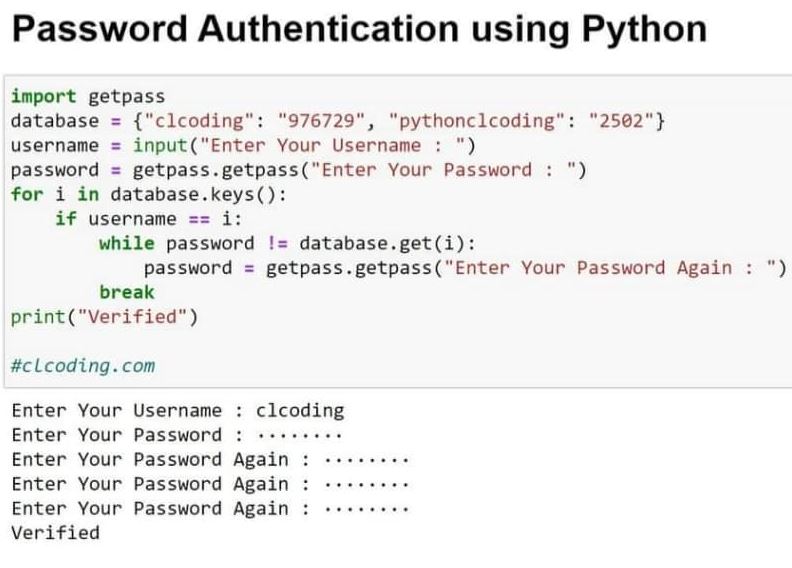 Password Authentication using Python
import getpass
database = {"clcoding": "976729", "pythonclcoding": "2502"}
username = input("Enter Your Username : ")
password = getpass.getpass("Enter Your Password : ")
for i in database.keys():
    if username == i:
        while password != database.get(i):
            password = getpass.getpass("Enter Your Password Again : ")
        break
print("Verified")
#clcoding.com
Enter Your Username : clcoding
Enter Your Password : ········
Enter Your Password Again : ········
Enter Your Password Again : ········
Enter Your Password Again : ········
Verified